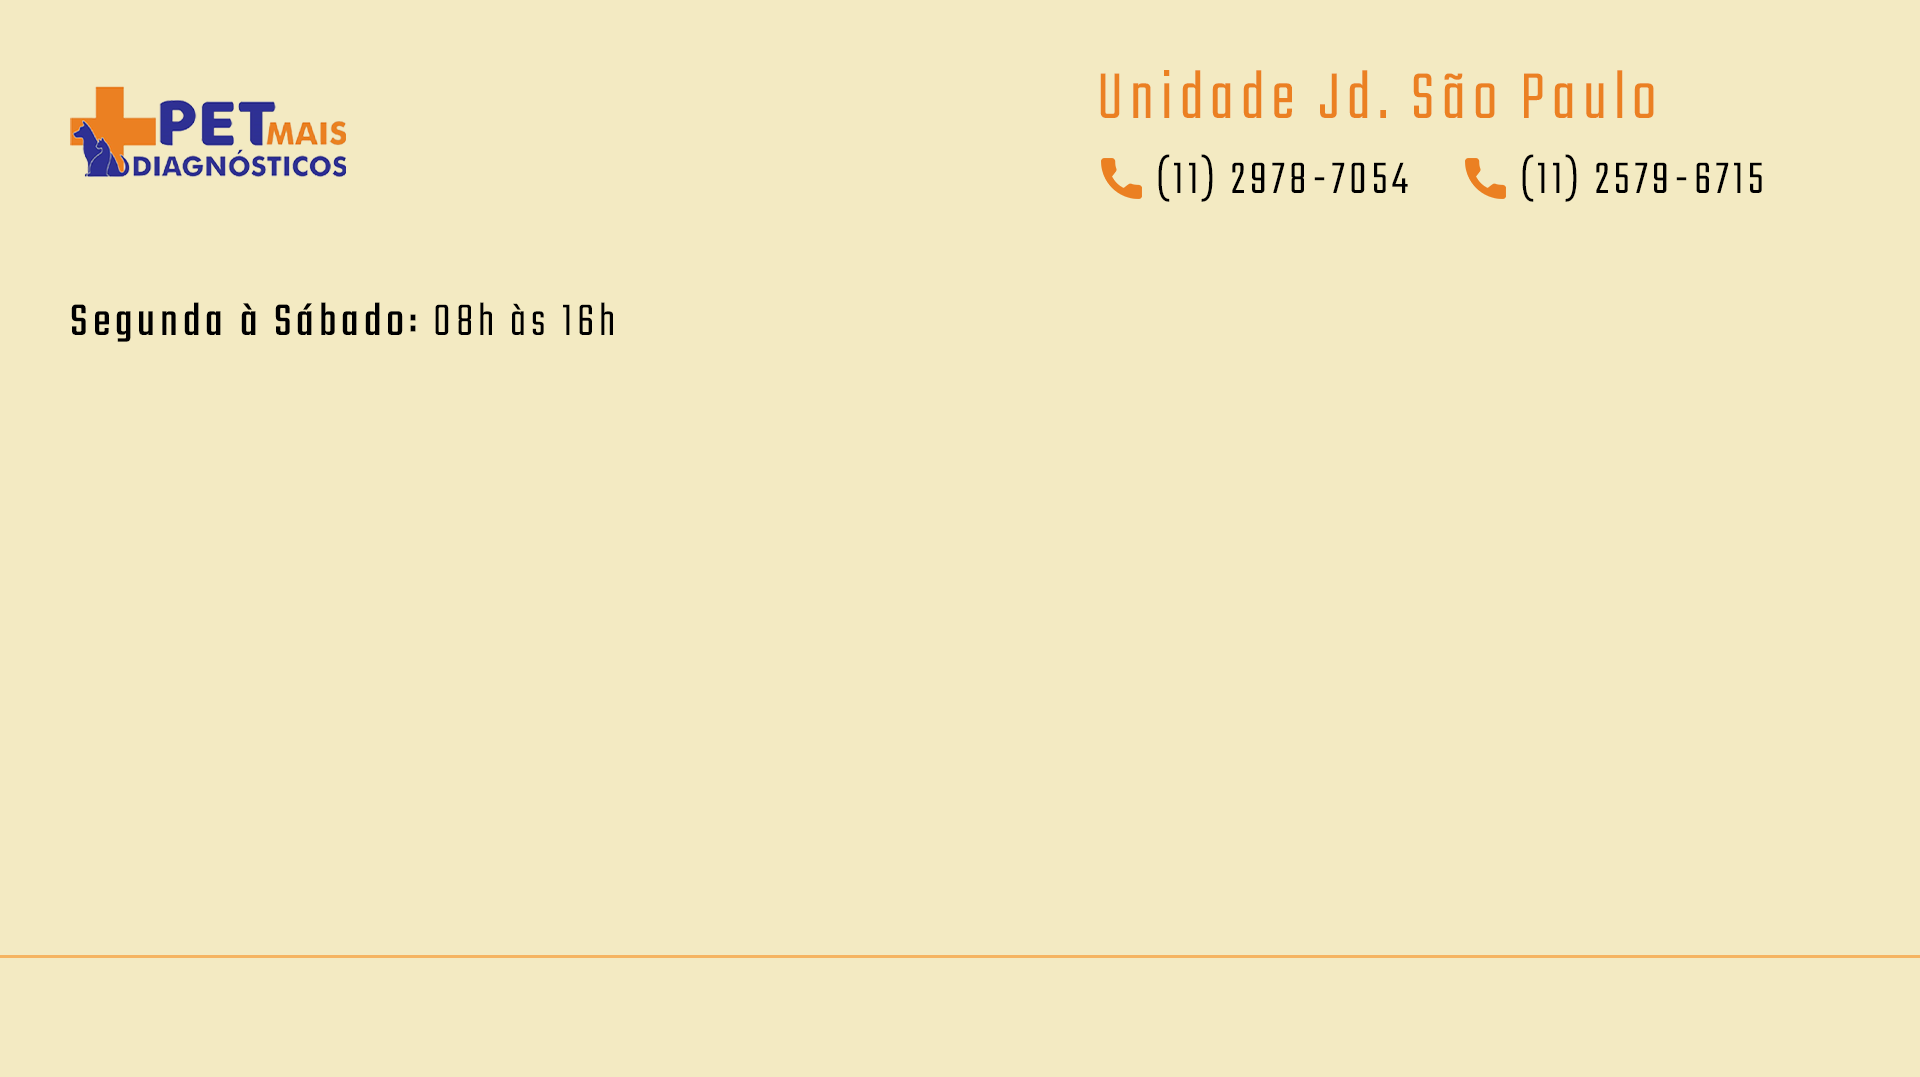 PET MAIS
DIAGNÓSTICOS
Unidade Jd. São Paulo
(11) 2978-7054 (11) 2579-6715
Segunda à Sábado: 08h às 16h